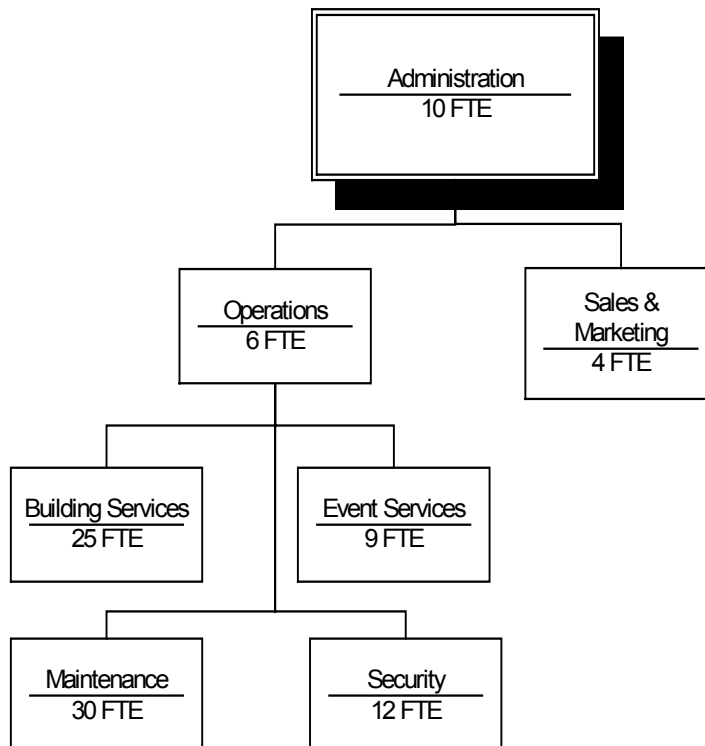 Administration
10 FTE
Operations
6 FTE
Sales &
Marketing
4 FTE
Building Services
25 FTE
Event Services
9 FTE
Maintenance
30 FTE
Security
12 FTE